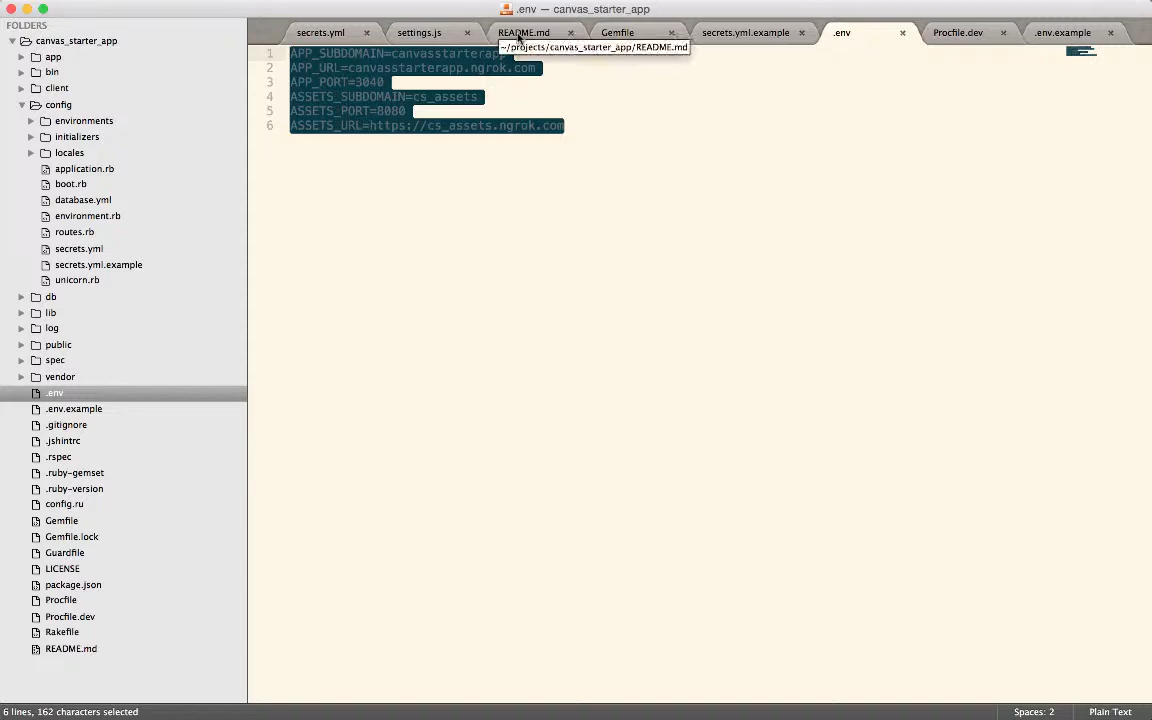 .env — canvas_starter_app
FOLDERS
canvas_starter_app
app
bin
client
config
environments
initializers
locales
application.rb
boot.rb
database.yml
environment.rb
routes.rb
secrets.yml
secrets.yml.example
unicorn.rb
db
lib
log
public
spec
vendor
.env
.env.example
.gitignore
.jshintrc
.rspec
.ruby-gemset
.ruby-version
config.ru
Gemfile
Gemfile.lock
Guardfile
LICENSE
package.json
Procfile
Procfile.dev
Rakefile
README.md
secrets.yml × settings.js × README.md × Gemfile × secrets.yml.example × .env × Procfile.dev × .env.example ×
~/projects/canvas_starter_app/README.md
1 APP_SUBDOMAIN=canvasstarterapp
2 APP_URL=canvasstarterapp.ngrok.com
3 APP_PORT=3040
4 ASSETS_SUBDOMAIN=cs_assets
5 ASSETS_PORT=8080
6 ASSETS_URL=https://cs_assets.ngrok.com
6 lines, 162 characters selected
Spaces: 2 Plain Text